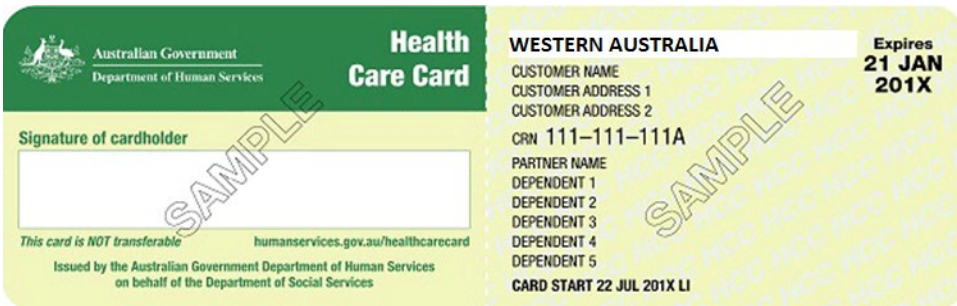 Australian Government
Department of Human Services
Health
Care Card
Signature of cardholder
SAMPLE
This card is NOT transferable
humanservices.gov.au/healthcarecard
Issued by the Australian Government Department of Human Services
on behalf of the Department of Social Services
WESTERN AUSTRALIA
Expires
21 JAN
201X
CUSTOMER NAME
CUSTOMER ADDRESS 1
CUSTOMER ADDRESS 2
CRN 111–111–111A
PARTNER NAME
DEPENDENT 1
DEPENDENT 2
DEPENDENT 3
DEPENDENT 4
DEPENDENT 5
SAMPLE
CARD START 22 JUL 201X LI
HCC HCC HCC HCC